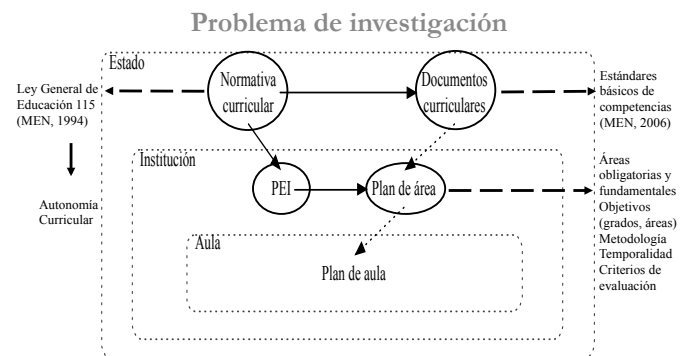 Problema de investigación
Estado
Normativa
curricular
Documentos
curriculares
Ley General de
Educación 115
(MEN, 1994)
Estándares
básicos de
competencias
(MEN, 2006)
Institución
PEI
Plan de área
Autonomía
Curricular
Áreas
obligatorias y
fundamentales
Objetivos
(grados, áreas)
Metodología
Temporalidad
Criterios de
evaluación
Aula
Plan de aula